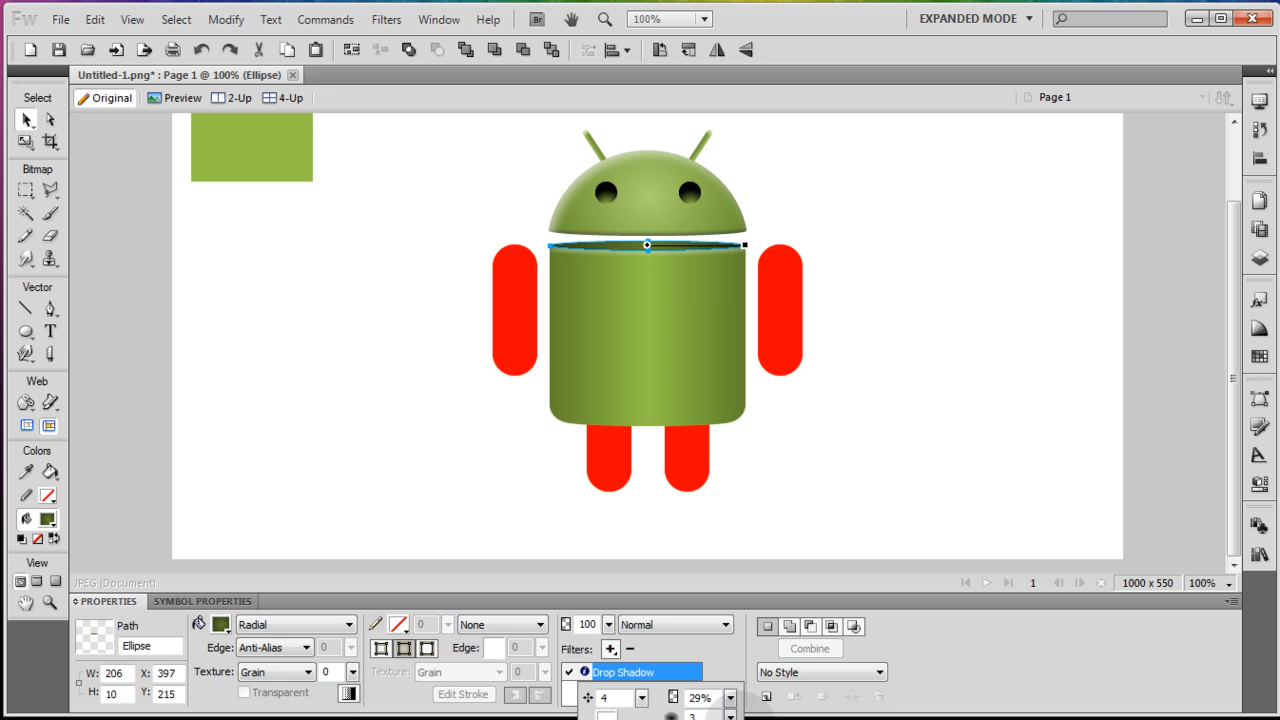 Fw File Edit View Select Modify Text Commands Filters Window Help Br 100% EXPANDED MODE
Untitled-1.png* : Page 1 @ 100% (Ellipse)
Select
Original Preview 2-Up 4-Up Page 1
Bitmap
Vector
T
Web
Colors
View
JPEG (Document) 1 1000 x 550 100%
PROPERTIES SYMBOL PROPERTIES
Path
Ellipse
W: 206 X: 397
H: 10 Y: 215
Radial
Edge: Anti-Alias 0
Texture: Grain 0
Transparent
0 None
Edge: 0
Texture: Grain 0
Edit Stroke
100 Normal
Filters:
Drop Shadow
4 29%
3
Combine
No Style